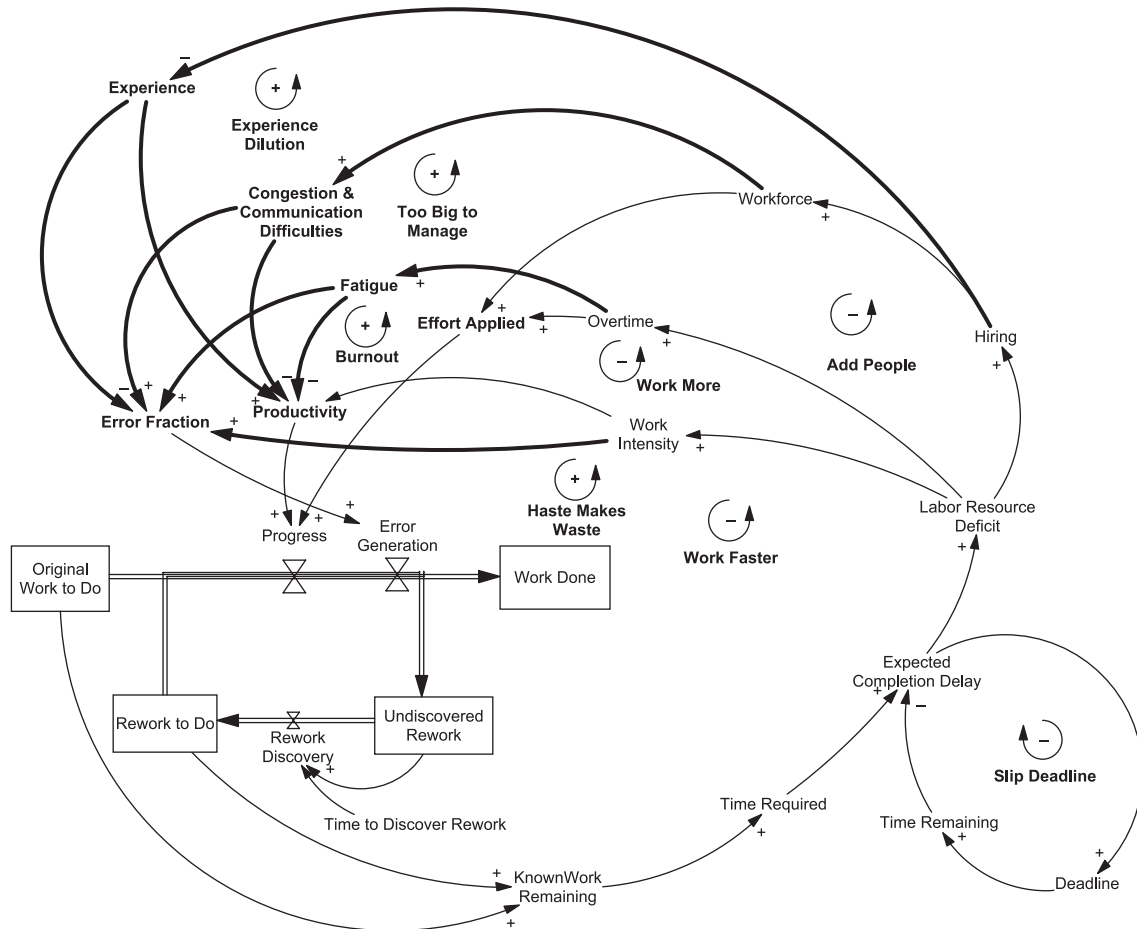 Experience
Experience
Dilution
Congestion &
Communication
Difficulties
Too Big to
Manage
Workforce
Fatigue
Effort Applied
Overtime
Burnout
Work More
Add People
Hiring
Error Fraction
Productivity
Work
Intensity
Haste Makes
Waste
Work Faster
Labor Resource
Deficit
Progress
Error
Generation
Original
Work to Do
Work Done
Expected
Completion Delay
Rework to Do
Rework
Discovery
Undiscovered
Rework
Slip Deadline
Time to Discover Rework
Time Required
Time Remaining
KnownWork
Remaining
Deadline